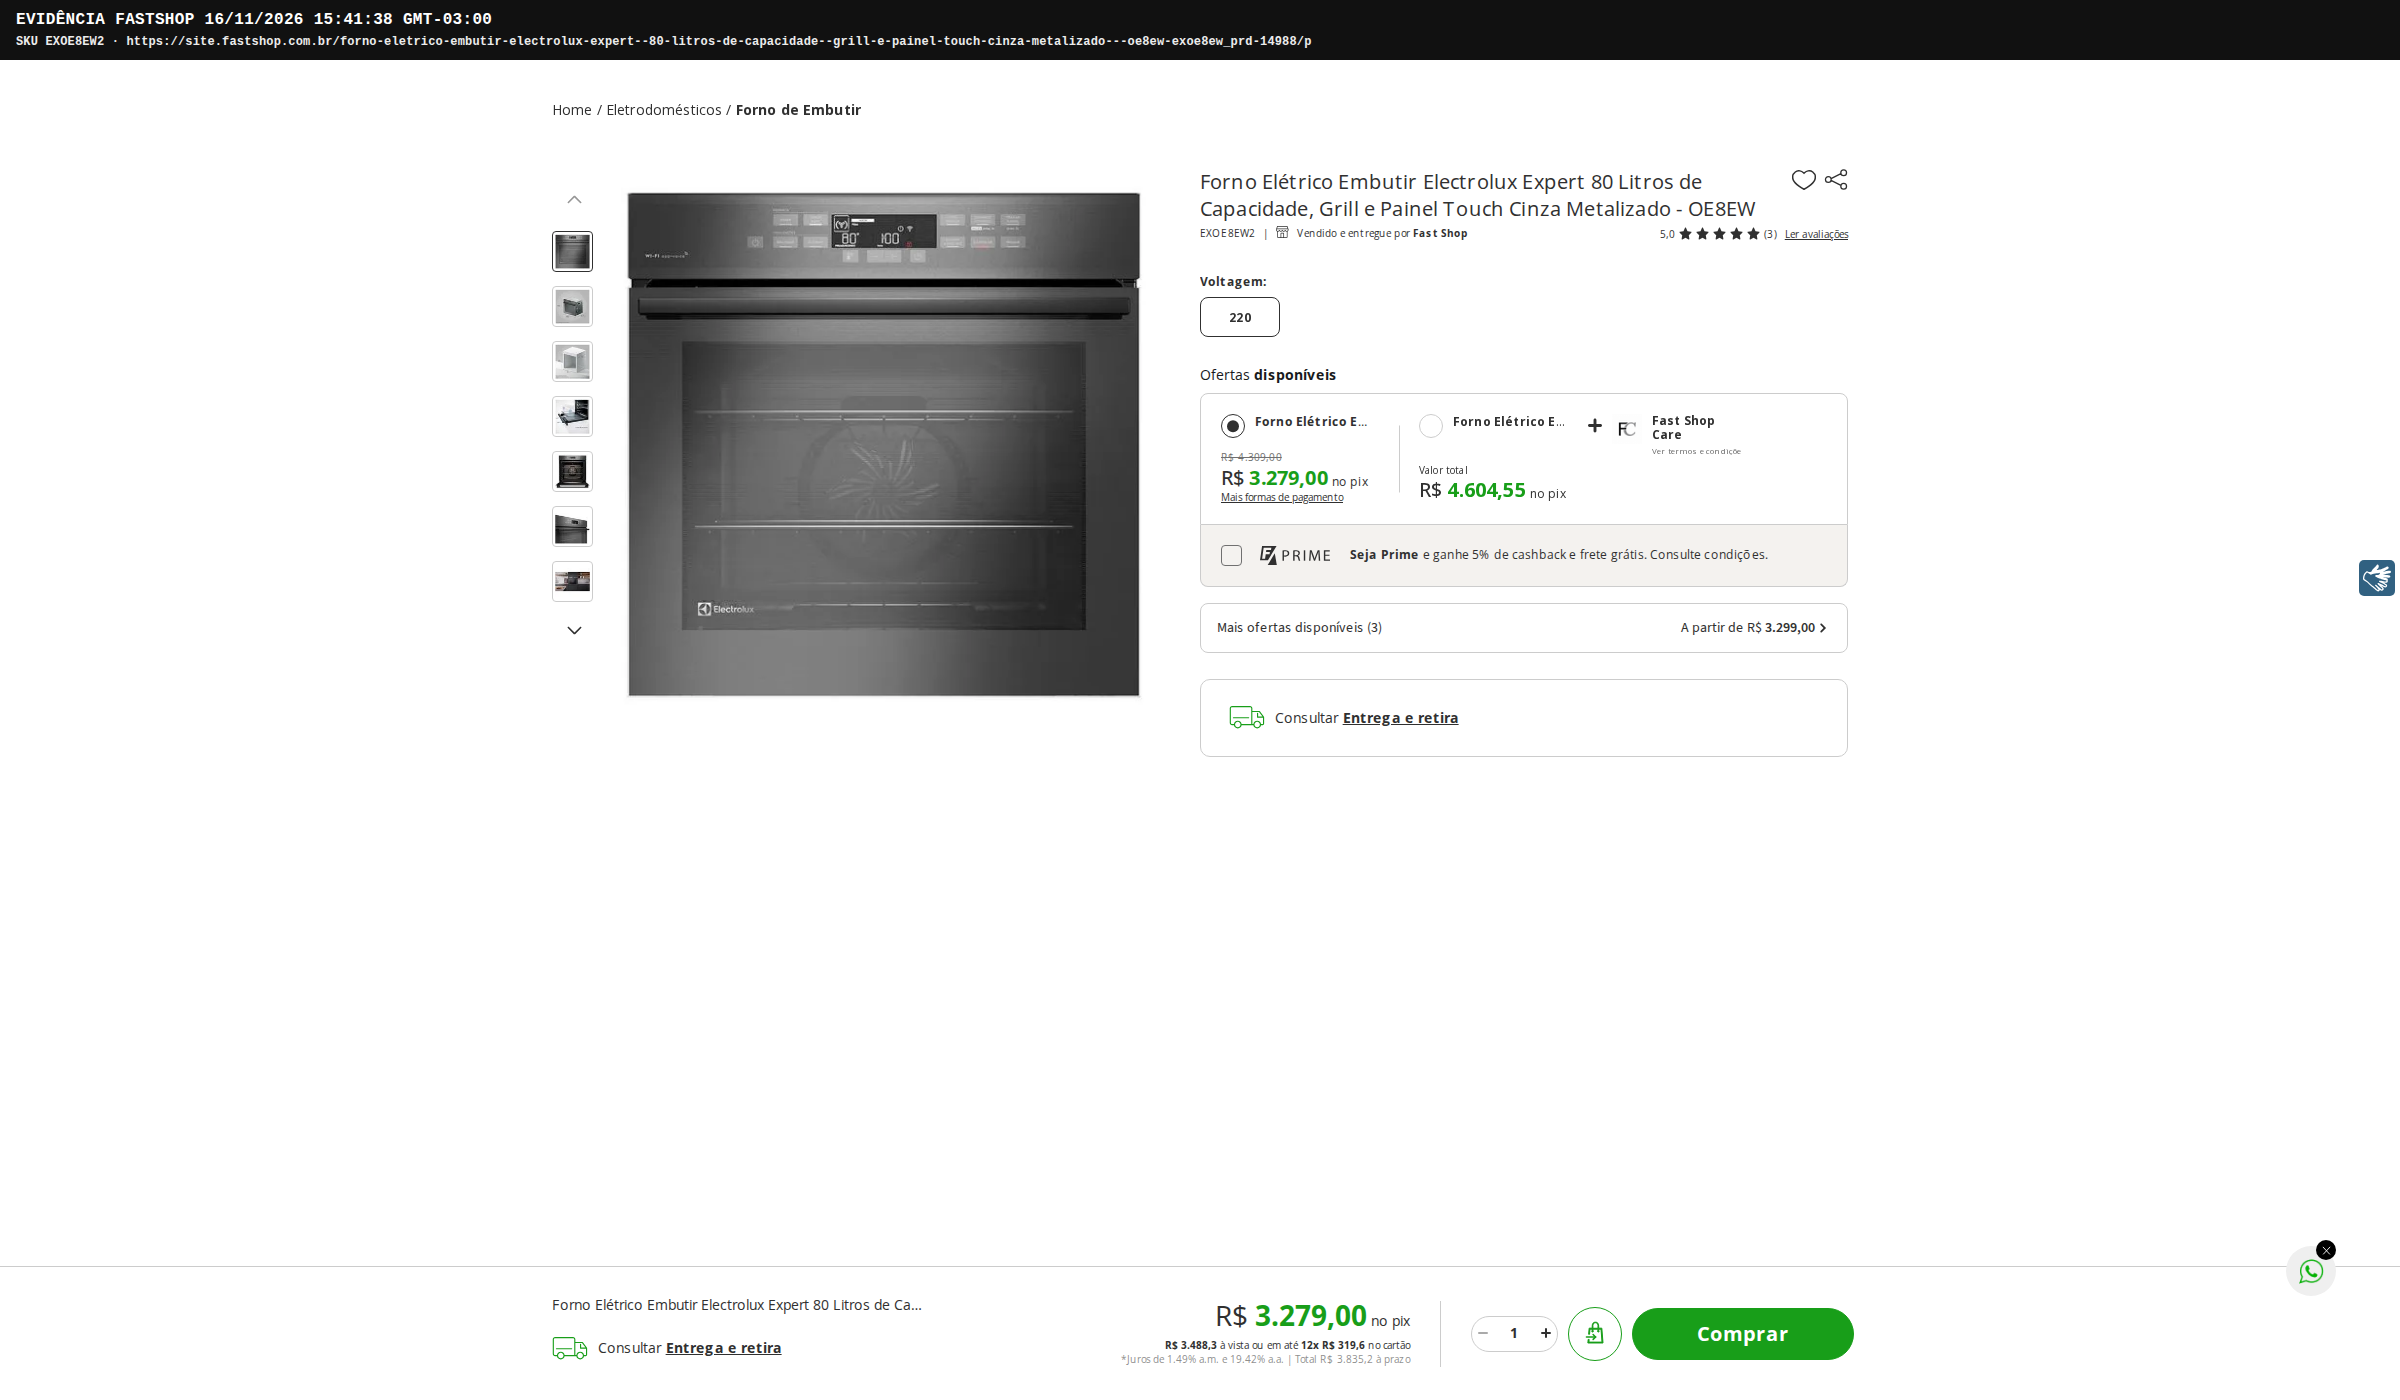 EVIDÊNCIA FASTSHOP 16/11/2026 15:41:38 GMT-03:00
SKU EXOE8EW2 · https://site.fastshop.com.br/forno-eletrico-embutir-electrolux-expert--80-litros-de-capacidade--grill-e-painel-touch-cinza-metalizado---oe8ew-exoe8ew_prd-14988/p
Home / Eletrodomésticos / Forno de Embutir
Forno Elétrico Embutir Electrolux Expert 80 Litros de
Capacidade, Grill e Painel Touch Cinza Metalizado - OE8EW
EXOE8EW2 | Vendido e entregue por Fast Shop
5,0 (3) Ler avaliações
Voltagem:
220
Ofertas disponíveis
Forno Elétrico E...
R$ 4.309,00
R$ 3.279,00 no pix
Mais formas de pagamento
Forno Elétrico E...
+
FC
Fast Shop
Care
Ver termos e condiçõe
Valor total
R$ 4.604,55 no pix
PRIME Seja Prime e ganhe 5% de cashback e frete grátis. Consulte condições.
Mais ofertas disponíveis (3)
A partir de R$ 3.299,00
Consultar Entrega e retira
80°
100
Electrolux
Forno Elétrico Embutir Electrolux Expert 80 Litros de Ca...
Consultar Entrega e retira
R$ 3.279,00 no pix
R$ 3.488,3 à vista ou em até 12x R$ 319,6 no cartão
*Juros de 1.49% a.m. e 19.42% a.a. | Total R$ 3.835,2 à prazo
− 1 +
Comprar